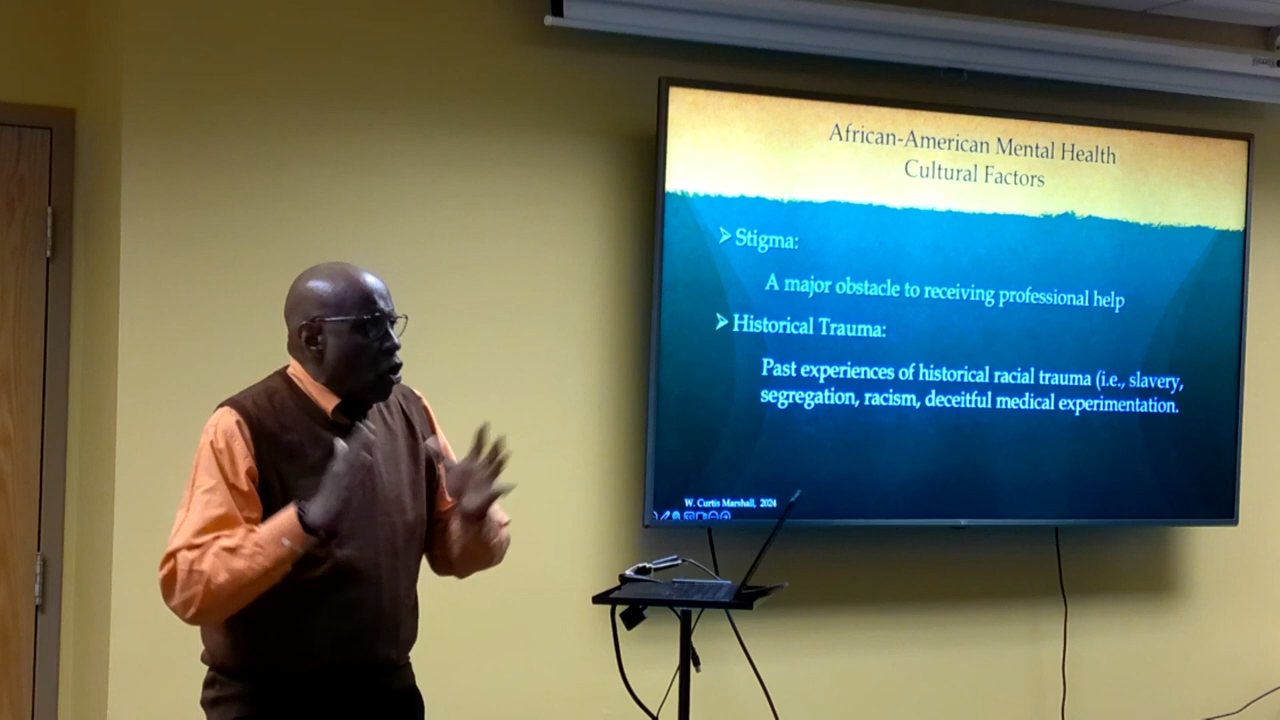 African-American Mental Health
Cultural Factors
➢ Stigma:
A major obstacle to receiving professional help
➢ Historical Trauma:
Past experiences of historical racial trauma (i.e., slavery,
segregation, racism, deceitful medical experimentation.
W. Curtis Marshall, 2024